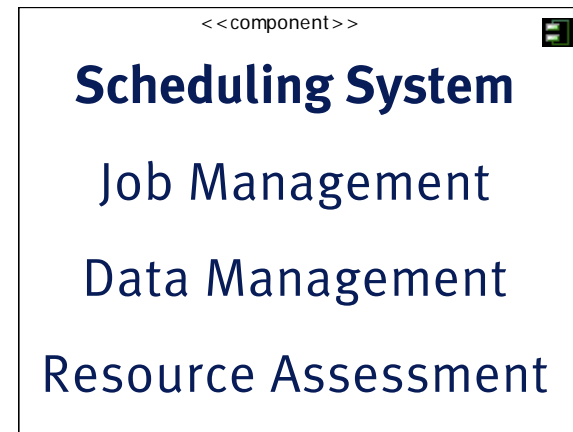 <<component>>
Scheduling System
Job Management
Data Management
Resource Assessment